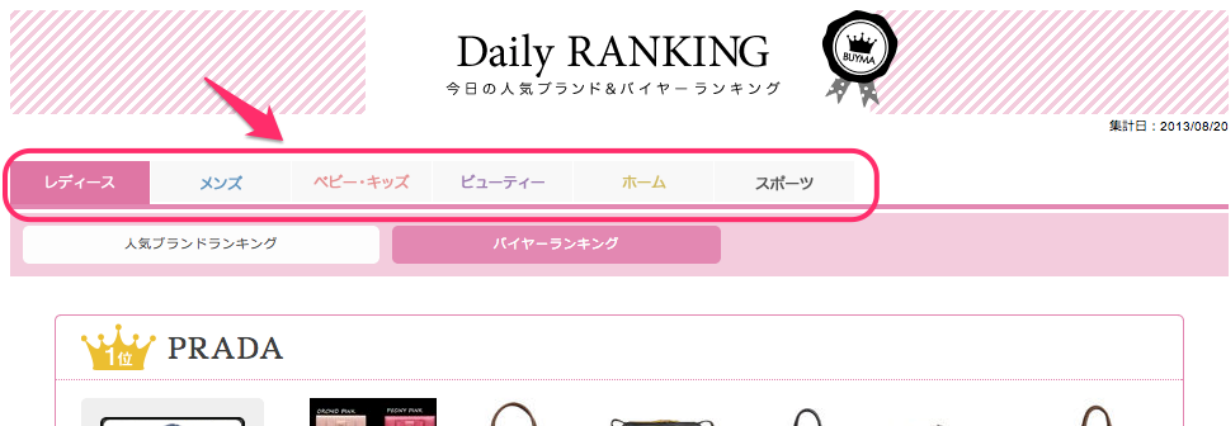 Daily RANKING
今日の人気ブランド&バイヤーランキング
BUYMA
集計日:2013/08/20
レディース メンズ ベビー・キッズ ビューティー ホーム スポーツ
人気ブランドランキング バイヤーランキング
1位 PRADA
ORCHID PINK PEONY PINK